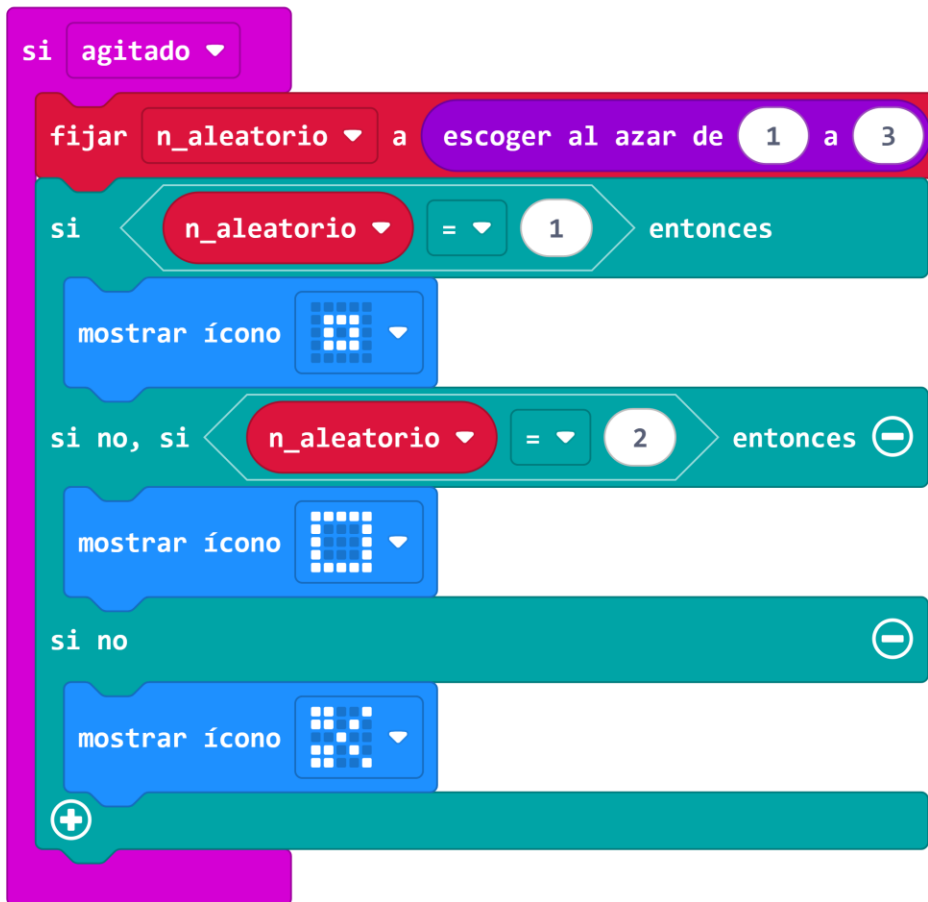 si agitado
fijar n_aleatorio a escoger al azar de 1 a 3
si n_aleatorio = 1 entonces
mostrar ícono
si no, si n_aleatorio = 2 entonces
mostrar ícono
si no
mostrar ícono